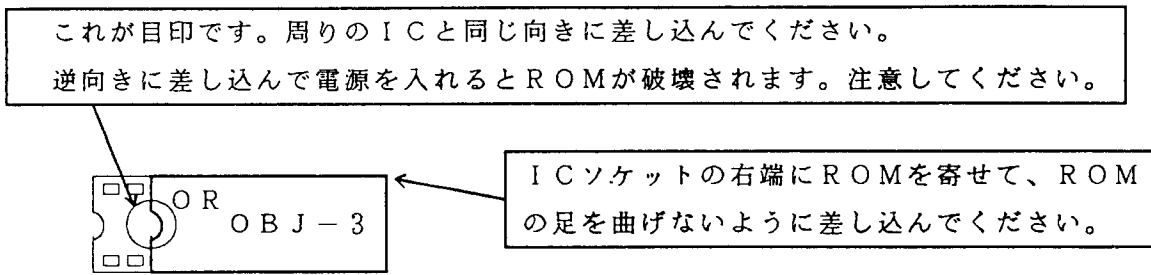 これが目印です。周りのＩＣと同じ向きに差し込んでください。
逆向きに差し込んで電源を入れるとＲＯＭが破壊されます。注意してください。
ＯＲ
ＯＢＪ－３
ＩＣソケットの右端にＲＯＭを寄せて、ＲＯＭ
の足を曲げないように差し込んでください。